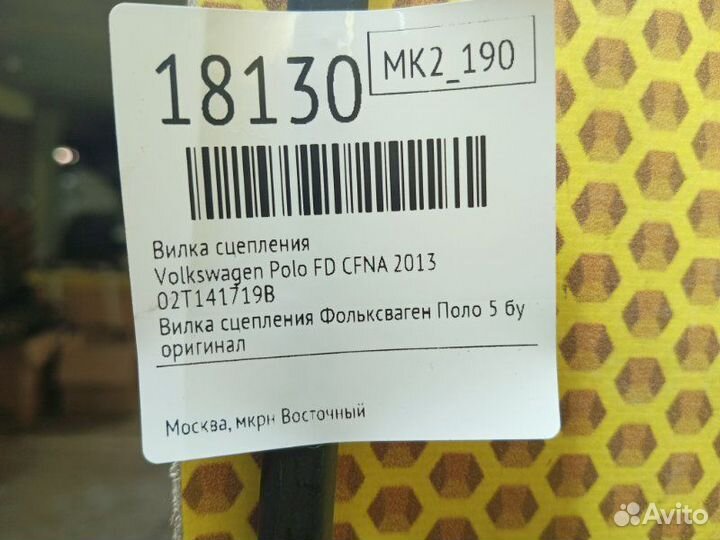 18130
MK2_190
Вилка сцепления
Volkswagen Polo FD CFNA 2013
02T141719B
Вилка сцепления Фольксваген Поло 5 бу
оригинал
Москва, мкрн Восточный
Avito